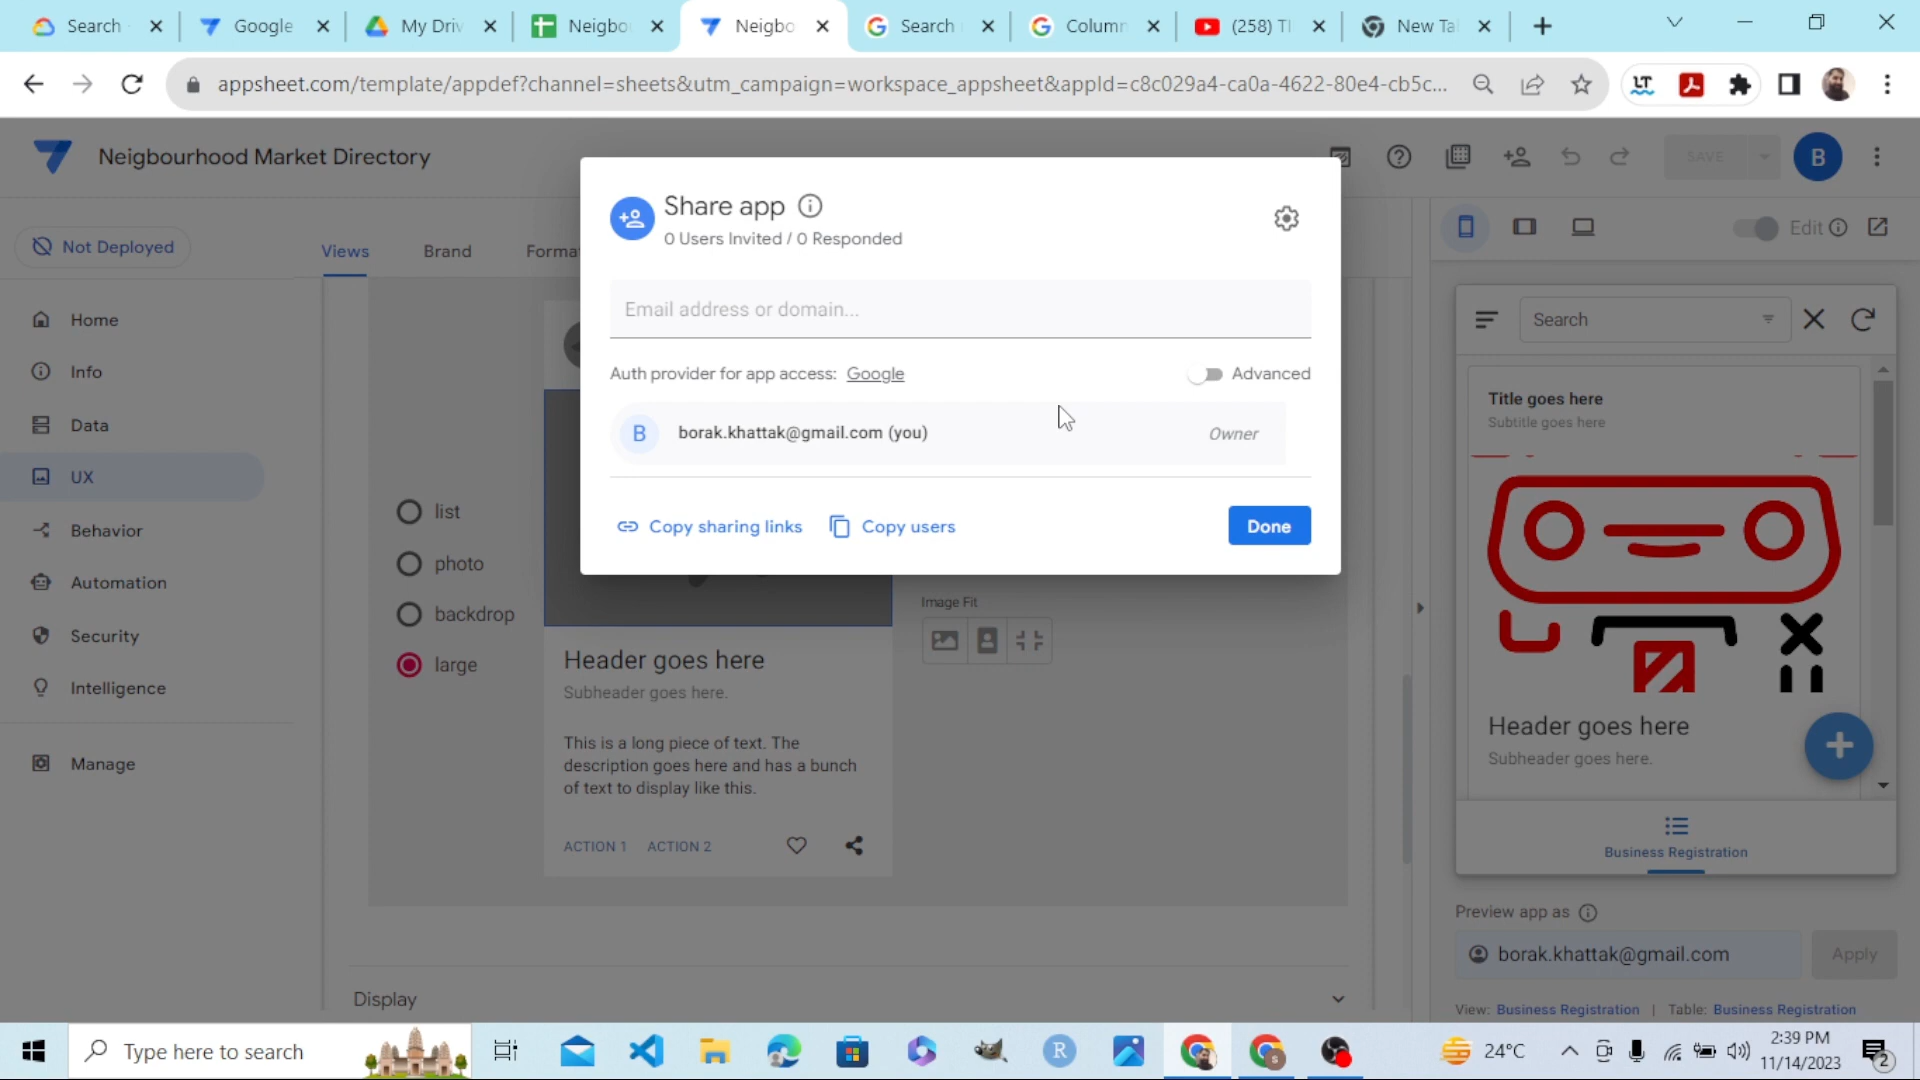 Search
Google
My Driv
Neigbo
Neigbo
Search
Column
(258) Tl
New Ta
appsheet.com/template/appdef?channel=sheets&utm_campaign=workspace_appsheet&appId=c8c029a4-ca0a-4622-80e4-cb5c...
LT
Neigbourhood Market Directory
SAVE
B
Not Deployed
Views
Brand
Format
Edit
Home
Info
Data
UX
Behavior
Automation
Security
Intelligence
Manage
Share app
0 Users Invited / 0 Responded
Email address or domain...
Auth provider for app access: Google
Advanced
B
borak.khattak@gmail.com (you)
Owner
Copy sharing links
Copy users
Done
list
photo
backdrop
large
Image Fit
Header goes here
Subheader goes here.
This is a long piece of text. The
description goes here and has a bunch
of text to display like this.
ACTION 1
ACTION 2
Display
Search
Title goes here
Subtitle goes here
Header goes here
Subheader goes here.
Business Registration
Preview app as
borak.khattak@gmail.com
Apply
View: Business Registration | Table: Business Registration
Type here to search
R
S
24°C
2:39 PM
11/14/2023
2